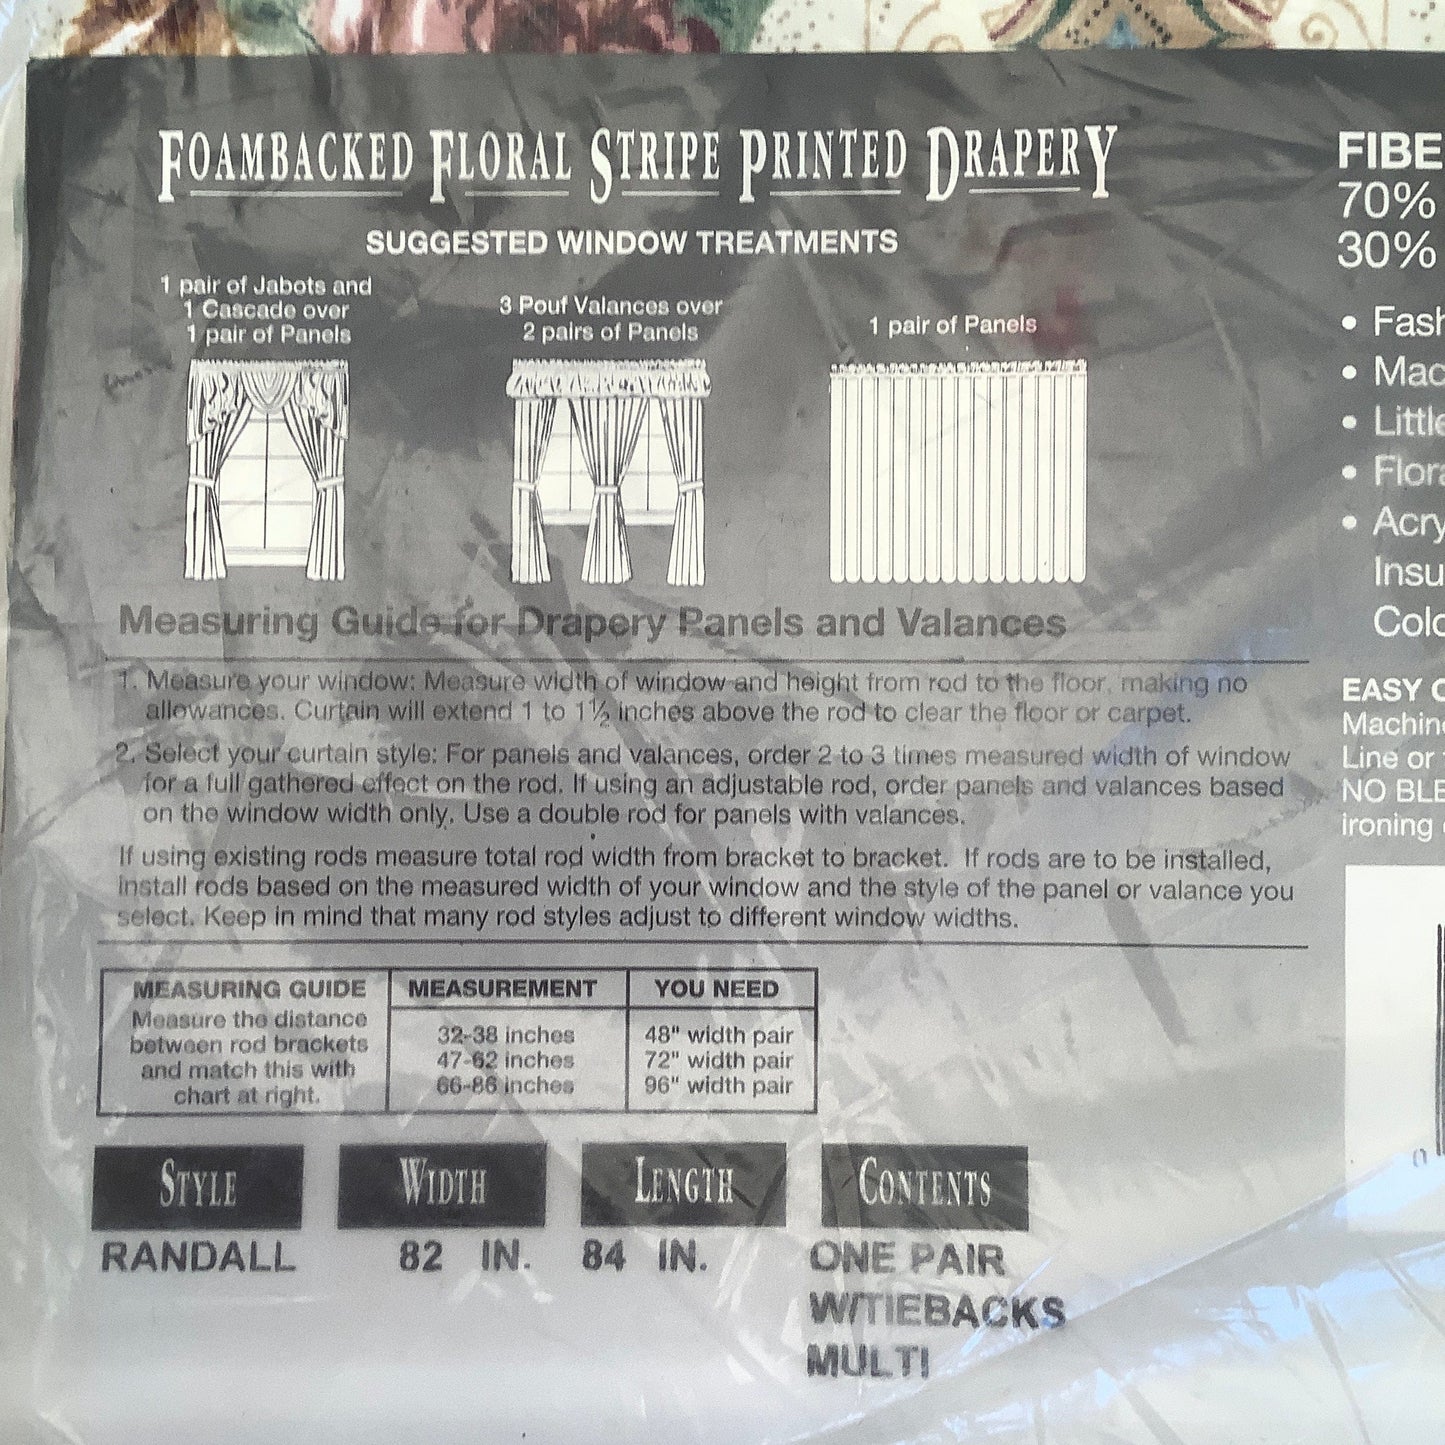 FOAMBACKED FLORAL STRIPE PRINTED DRAPERY
SUGGESTED WINDOW TREATMENTS
1 pair of Jabots and
1 Cascade over
1 pair of Panels
3 Pouf Valances over
2 pairs of Panels
1 pair of Panels
Measuring Guide for Drapery Panels and Valances
1. Measure your window: Measure width of window and height from rod to the floor, making no
allowances. Curtain will extend 1 to 1½ inches above the rod to clear the floor or carpet.
2. Select your curtain style: For panels and valances, order 2 to 3 times measured width of window
for a full gathered effect on the rod. If using an adjustable rod, order panels and valances based
on the window width only. Use a double rod for panels with valances.
If using existing rods measure total rod width from bracket to bracket. If rods are to be installed,
install rods based on the measured width of your window and the style of the panel or valance you
select. Keep in mind that many rod styles adjust to different window widths.
MEASURING GUIDE
Measure the distance
between rod brackets
and match this with
chart at right.
MEASUREMENT
32-38 inches
47-62 inches
66-86 inches
YOU NEED
48" width pair
72" width pair
96" width pair
STYLE
RANDALL
WIDTH
82 IN.
LENGTH
84 IN.
CONTENTS
ONE PAIR
W/TIEBACKS
MULTI
FIBE
70%
30%
• Fash
• Mac
• Little
• Flora
• Acry
Insu
Colo
EASY C
Machine
Line or
NO BLE
ironing
0